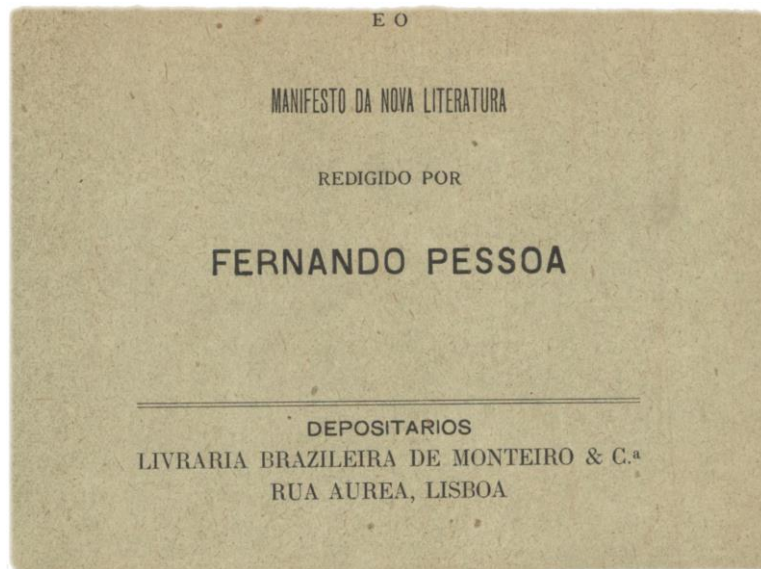 E O
MANIFESTO DA NOVA LITERATURA
REDIGIDO POR
FERNANDO PESSOA
DEPOSITARIOS
LIVRARIA BRAZILEIRA DE MONTEIRO & C.ª
RUA AUREA, LISBOA